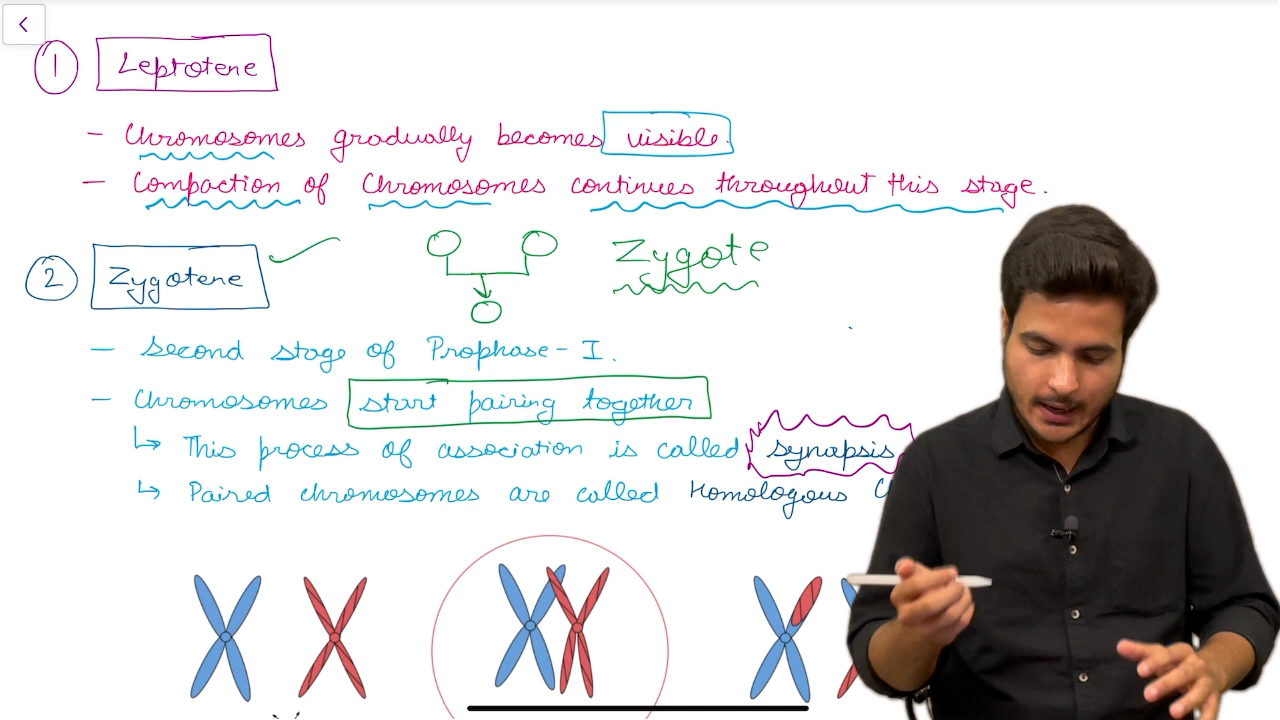 1 Leptotene
- Chromosomes gradually becomes visible.
- Compaction of Chromosomes continues throughout this stage.
2 Zygotene
Zygote
- Second stage of Prophase - I.
- Chromosomes start pairing together
↳ This process of association is called synapsis
↳ Paired chromosomes are called Homologous